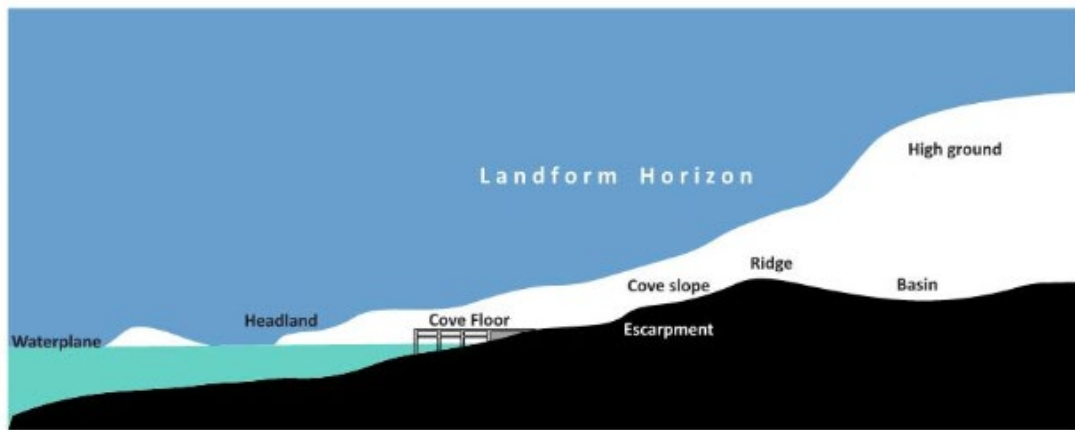 High ground
Landform Horizon
Ridge
Cove slope
Basin
Headland
Cove Floor
Escarpment
Waterplane